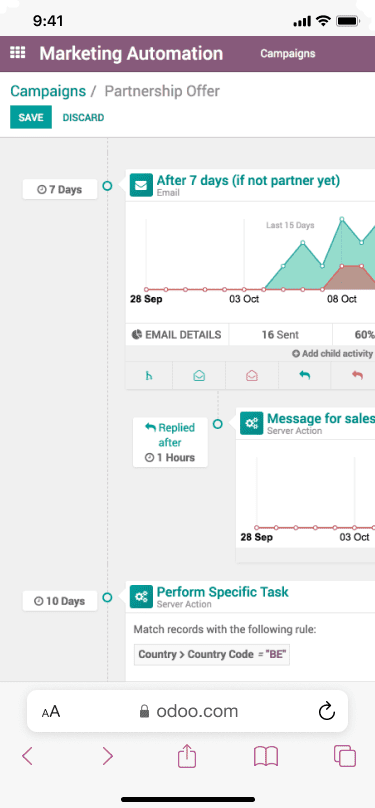 9:41
Marketing Automation Campaigns
Campaigns / Partnership Offer
SAVE DISCARD
7 Days
After 7 days (if not partner yet)
Email
Last 15 Days
28 Sep 03 Oct 08 Oct
EMAIL DETAILS 16 Sent 60%
Add child activity
Replied
after
1 Hours
Message for sales
Server Action
28 Sep 03 Oct
10 Days
Perform Specific Task
Server Action
Match records with the following rule:
Country > Country Code = "BE"
AA odoo.com